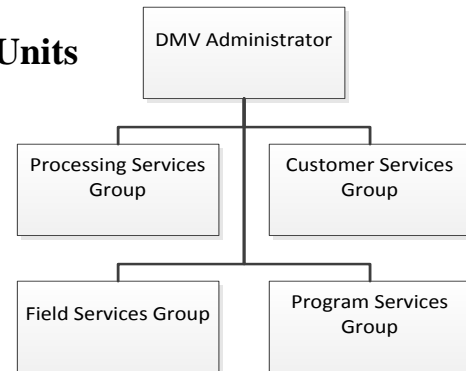 Units
DMV Administrator
Processing Services
Group
Customer Services
Group
Field Services Group
Program Services
Group